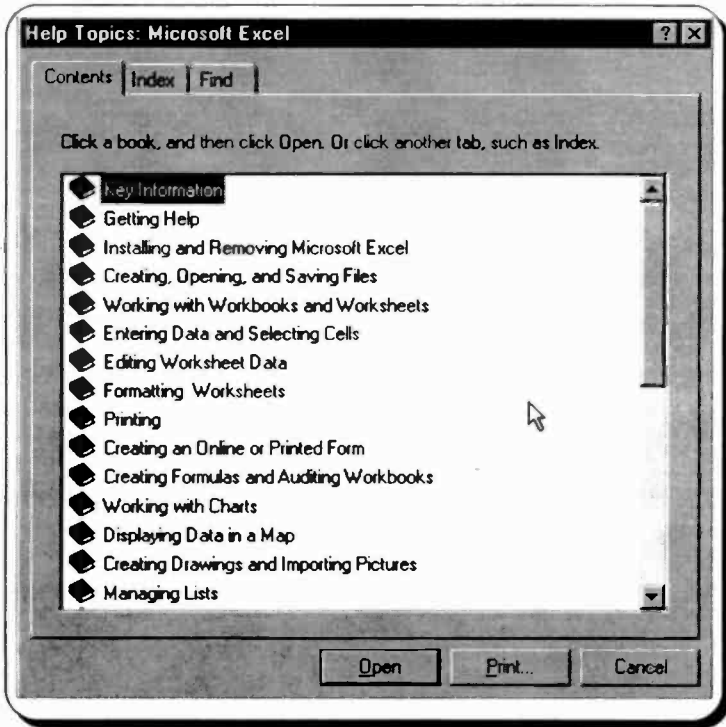 Help Topics: Microsoft Excel
Contents Index Find
Click a book, and then click Open. Or click another tab, such as Index.
Key Information
Getting Help
Installing and Removing Microsoft Excel
Creating, Opening, and Saving Files
Working with Workbooks and Worksheets
Entering Data and Selecting Cells
Editing Worksheet Data
Formatting Worksheets
Printing
Creating an Online or Printed Form
Creating Formulas and Auditing Workbooks
Working with Charts
Displaying Data in a Map
Creating Drawings and Importing Pictures
Managing Lists
Open Print... Cancel